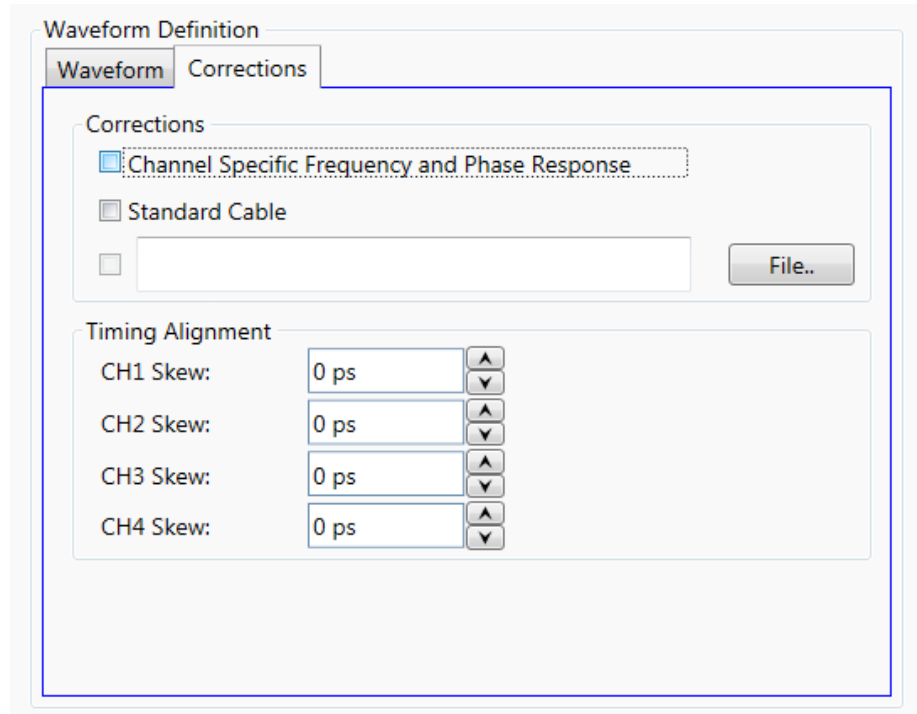 Waveform Definition
Waveform Corrections
Corrections
Channel Specific Frequency and Phase Response
Standard Cable
File..
Timing Alignment
CH1 Skew: 0 ps
CH2 Skew: 0 ps
CH3 Skew: 0 ps
CH4 Skew: 0 ps